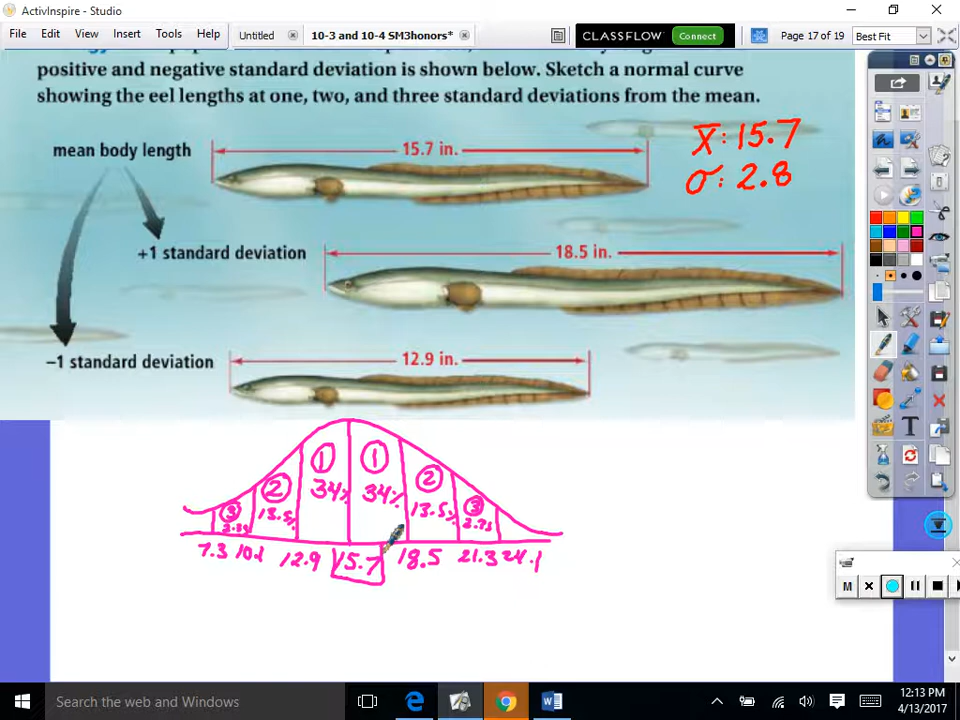 ActivInspire - Studio
File Edit View Insert Tools Help Untitled 10-3 and 10-4 SM3honors* CLASSFLOW Connect Page 17 of 19 Best Fit
positive and negative standard deviation is shown below. Sketch a normal curve
showing the eel lengths at one, two, and three standard deviations from the mean.
x̄: 15.7
σ: 2.8
mean body length
15.7 in.
+1 standard deviation
18.5 in.
−1 standard deviation
12.9 in.
1 1
2 34% 34% 2
3 13.5% 13.5% 3
7.3 10.1 12.9 15.7 18.5 21.3 24.1
M
Search the web and Windows
12:13 PM
4/13/2017